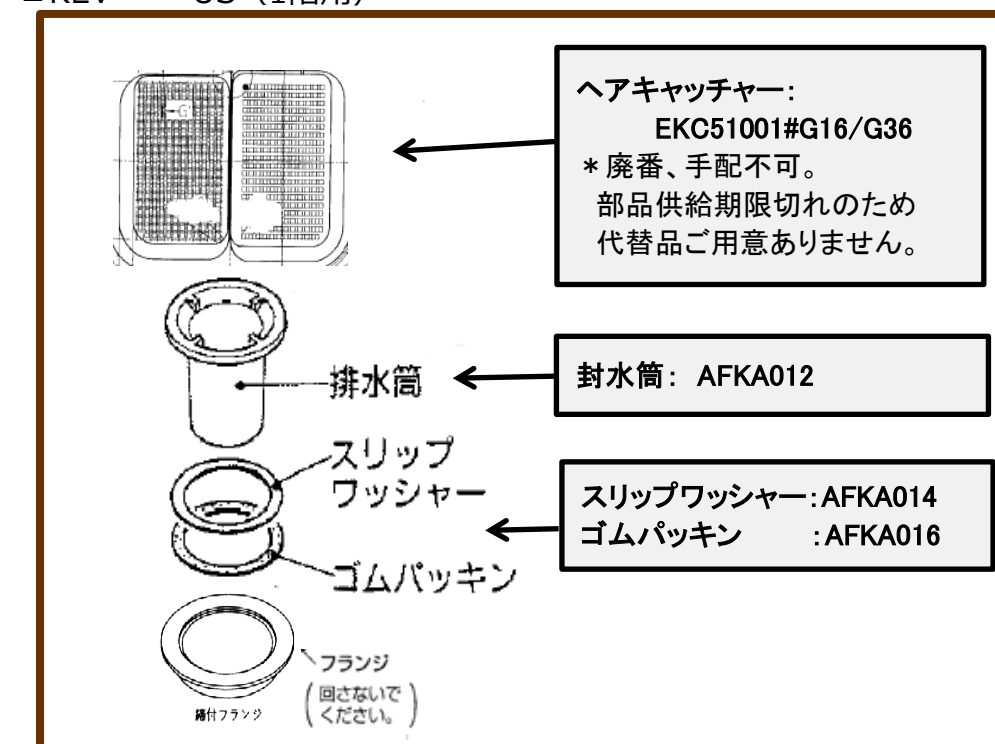 ヘアキャッチャー：
EKC51001#G16/G36
＊廃番、手配不可。
部品供給期限切れのため
代替品ご用意ありません。
排水筒
封水筒： AFKA012
スリップ
ワッシャー
スリップワッシャー：AFKA014
ゴムパッキン ：AFKA016
ゴムパッキン
フランジ
（回さないで
ください。）
締付フランジ